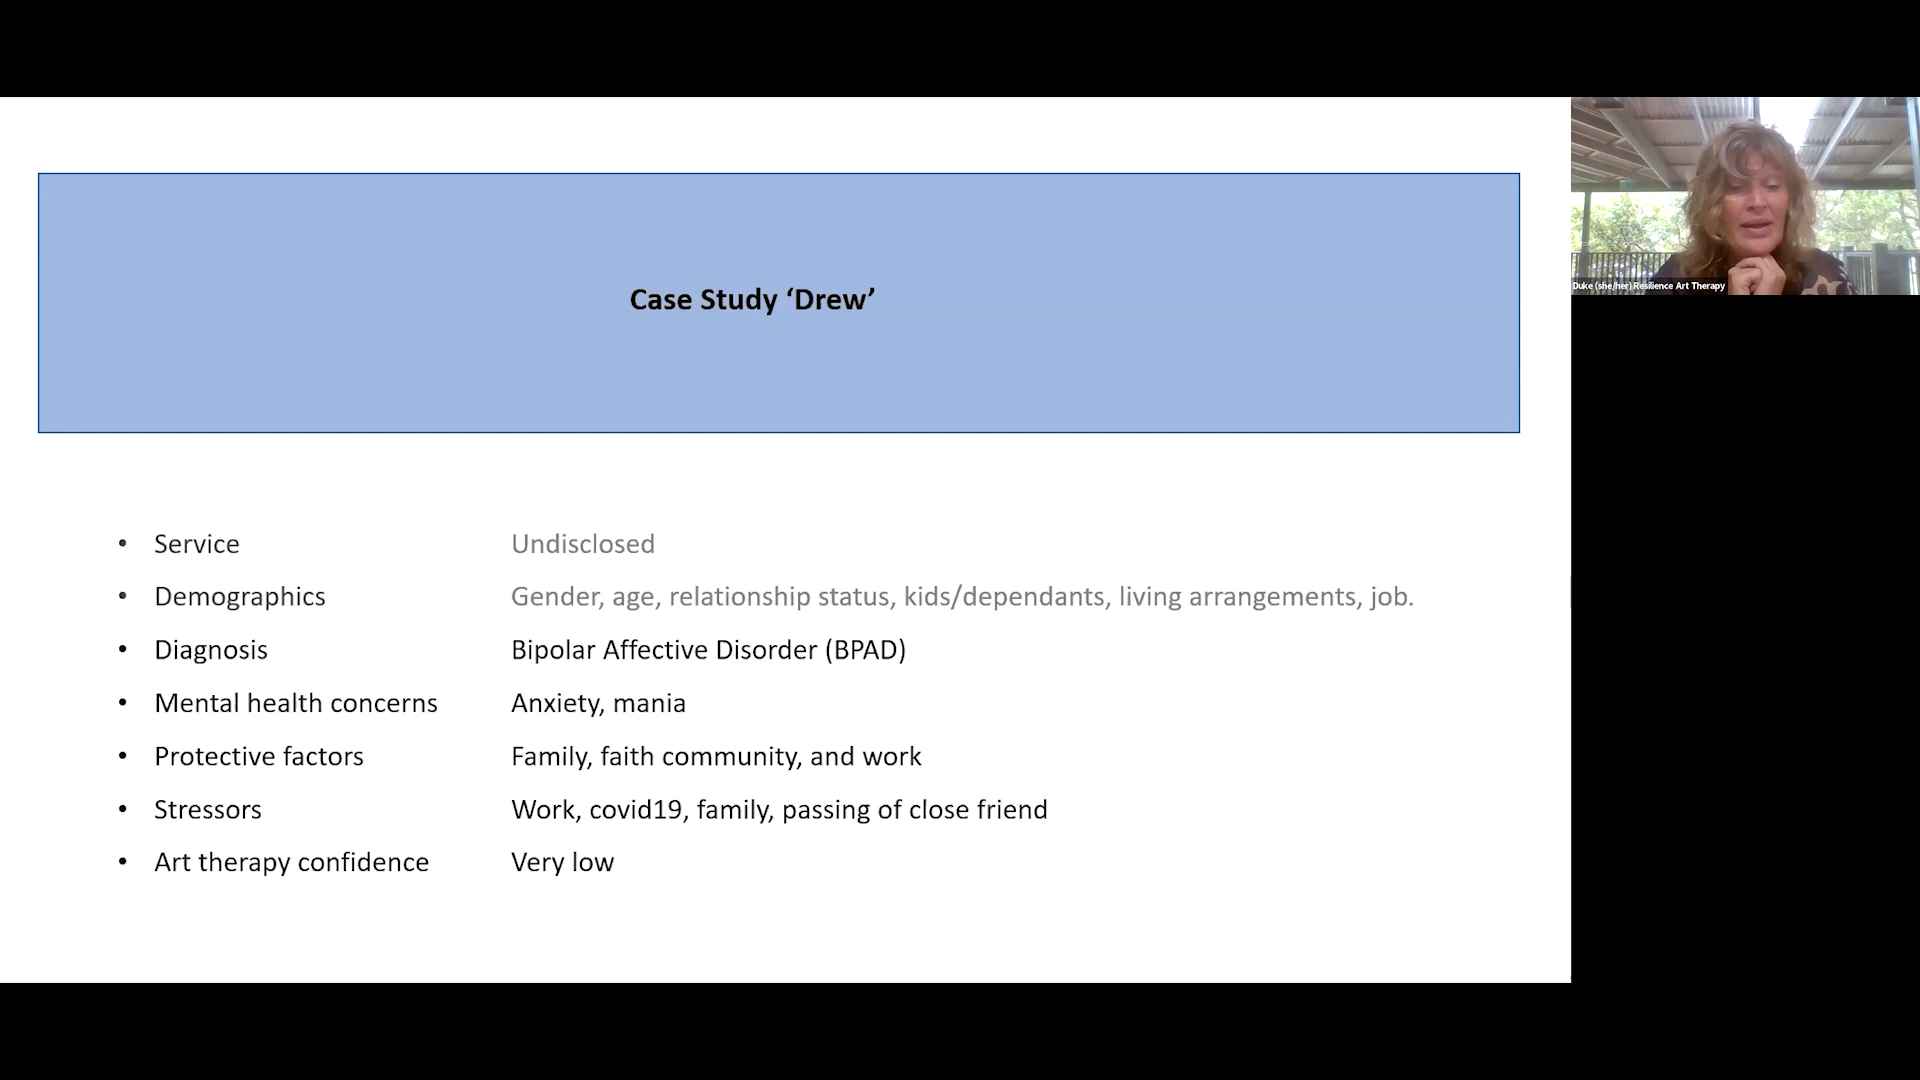 Case Study ‘Drew’
• Service Undisclosed
• Demographics Gender, age, relationship status, kids/dependants, living arrangements, job.
• Diagnosis Bipolar Affective Disorder (BPAD)
• Mental health concerns Anxiety, mania
• Protective factors Family, faith community, and work
• Stressors Work, covid19, family, passing of close friend
• Art therapy confidence Very low
Duke (she/her) Resilience Art Therapy